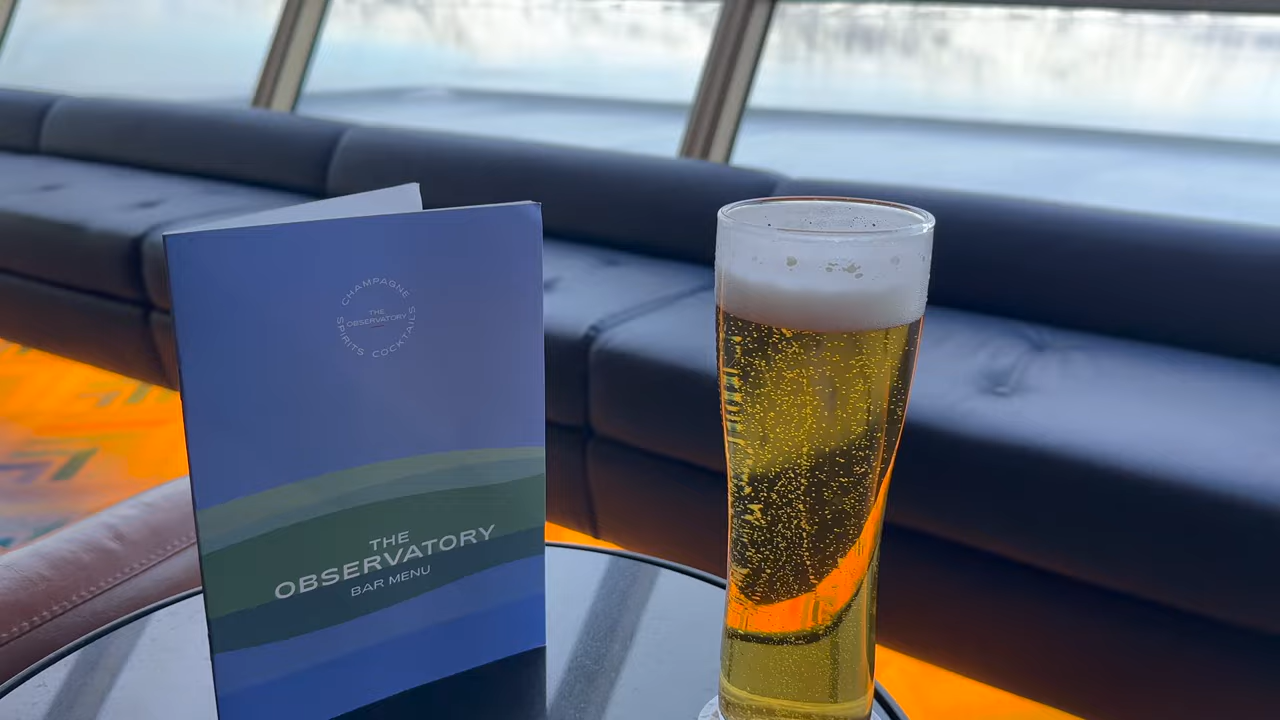 CHAMPAGNE
THE
OBSERVATORY
SPIRITS COCKTAILS
THE
OBSERVATORY
BAR MENU